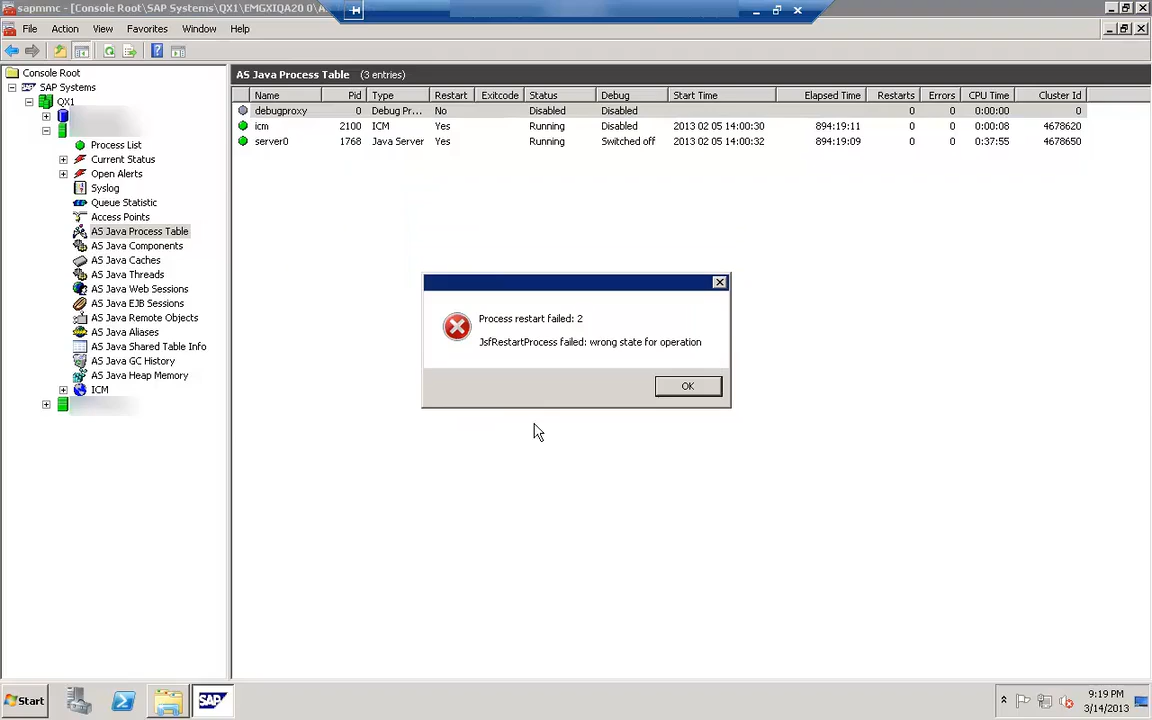 sapmmc - [Console Root\SAP Systems\QX1\EMGXIQA20 0\A
File Action View Favorites Window Help
Console Root
SAP Systems
QX1
Process List
Current Status
Open Alerts
Syslog
Queue Statistic
Access Points
AS Java Process Table
AS Java Components
AS Java Caches
AS Java Threads
AS Java Web Sessions
AS Java EJB Sessions
AS Java Remote Objects
AS Java Aliases
AS Java Shared Table Info
AS Java GC History
AS Java Heap Memory
ICM
AS Java Process Table (3 entries)
Name Pid Type Restart Exitcode Status Debug Start Time Elapsed Time Restarts Errors CPU Time Cluster Id
debugproxy 0 Debug Pr... No Disabled Disabled 0 0 0:00:00 0
icm 2100 ICM Yes Running Disabled 2013 02 05 14:00:30 894:19:11 0 0 0:00:08 4678620
server0 1768 Java Server Yes Running Switched off 2013 02 05 14:00:32 894:19:09 0 0 0:37:55 4678650
Process restart failed: 2
JsfRestartProcess failed: wrong state for operation
OK
Start
SAP
9:19 PM
3/14/2013